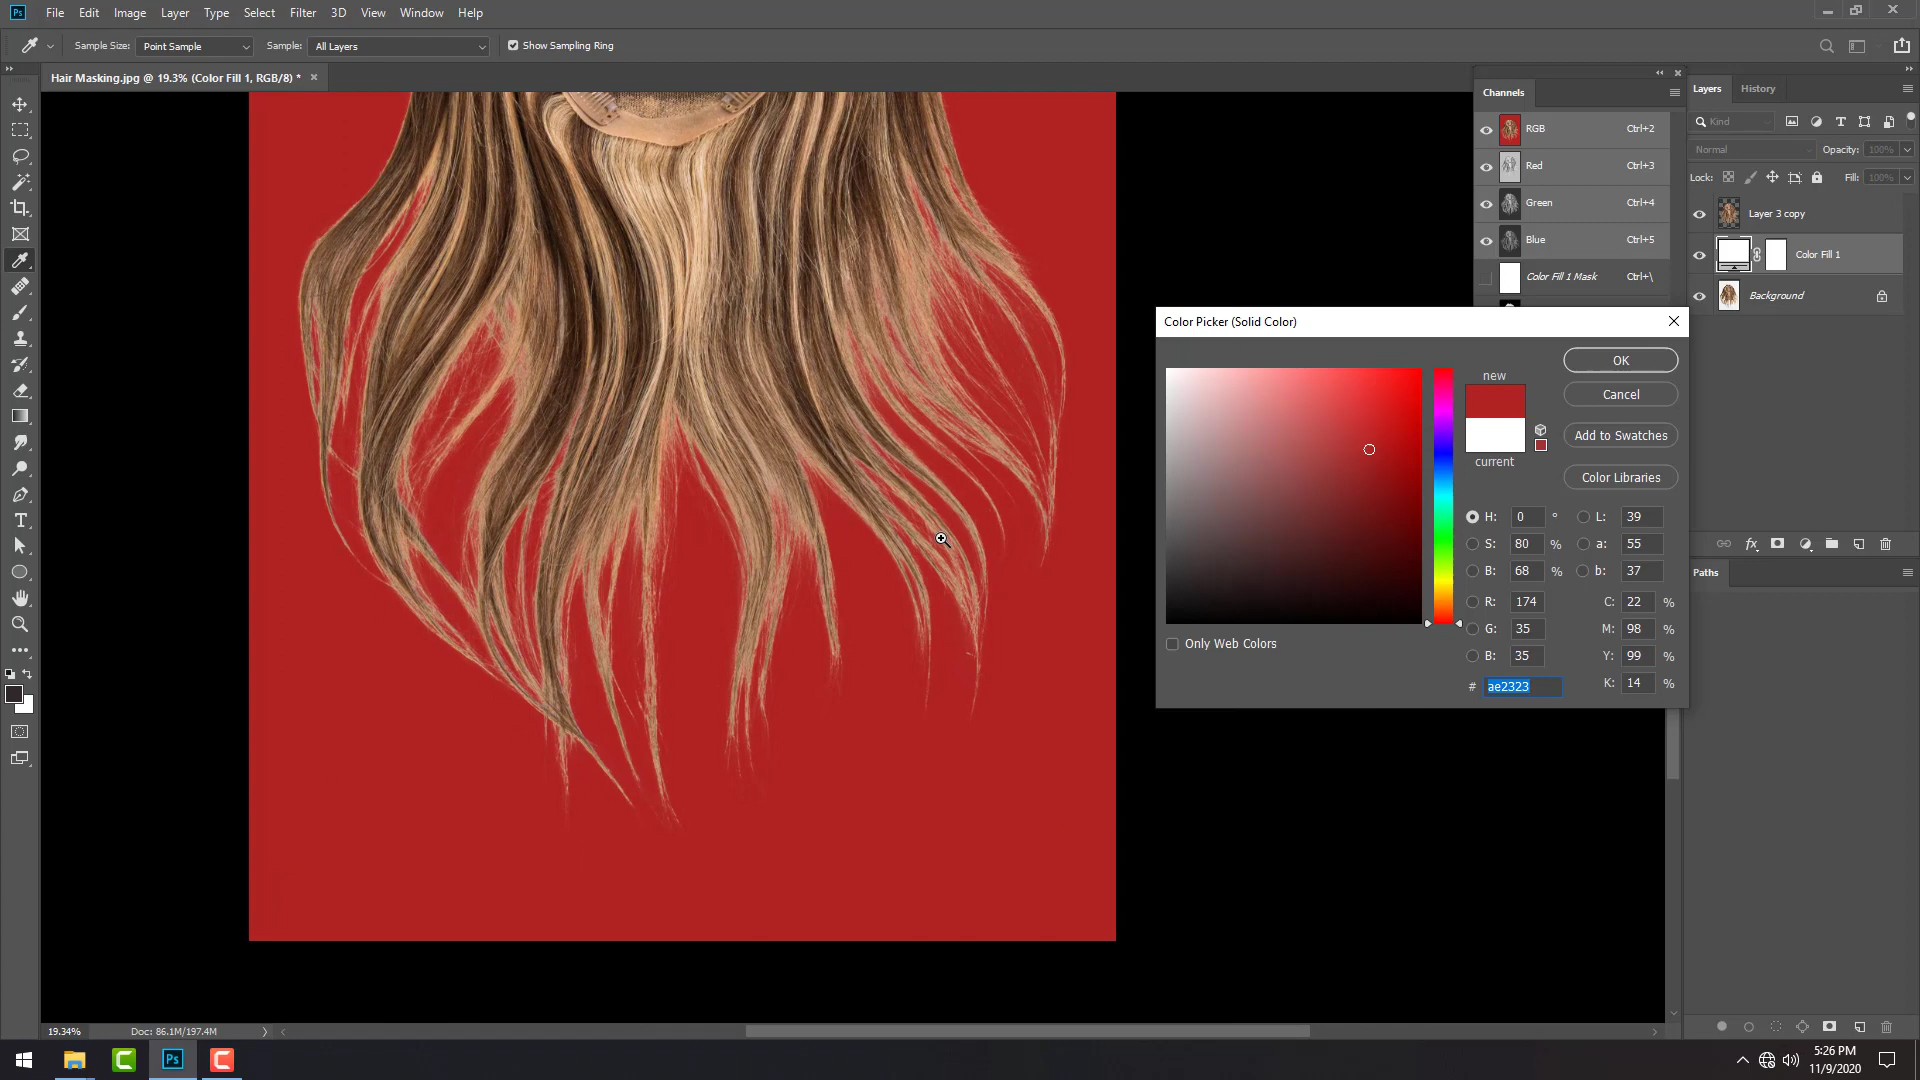 Ps File Edit Image Layer Type Select Filter 3D View Window Help
Sample Size: Point Sample Sample: All Layers Show Sampling Ring
Hair Masking.jpg @ 19.3% (Color Fill 1, RGB/8) *
Channels
RGB Ctrl+2
Red Ctrl+3
Green Ctrl+4
Blue Ctrl+5
Color Fill 1 Mask Ctrl+\
Layers History
Kind
Normal Opacity: 100%
Lock: Fill: 100%
Layer 3 copy
Color Fill 1
Background
fx
Paths
Color Picker (Solid Color)
new
current
OK
Cancel
Add to Swatches
Color Libraries
H: 0 ° L: 39
S: 80 % a: 55
B: 68 % b: 37
R: 174 C: 22 %
G: 35 M: 98 %
B: 35 Y: 99 %
# ae2323 K: 14 %
Only Web Colors
19.34% Doc: 86.1M/197.4M
Ps
5:26 PM
11/9/2020